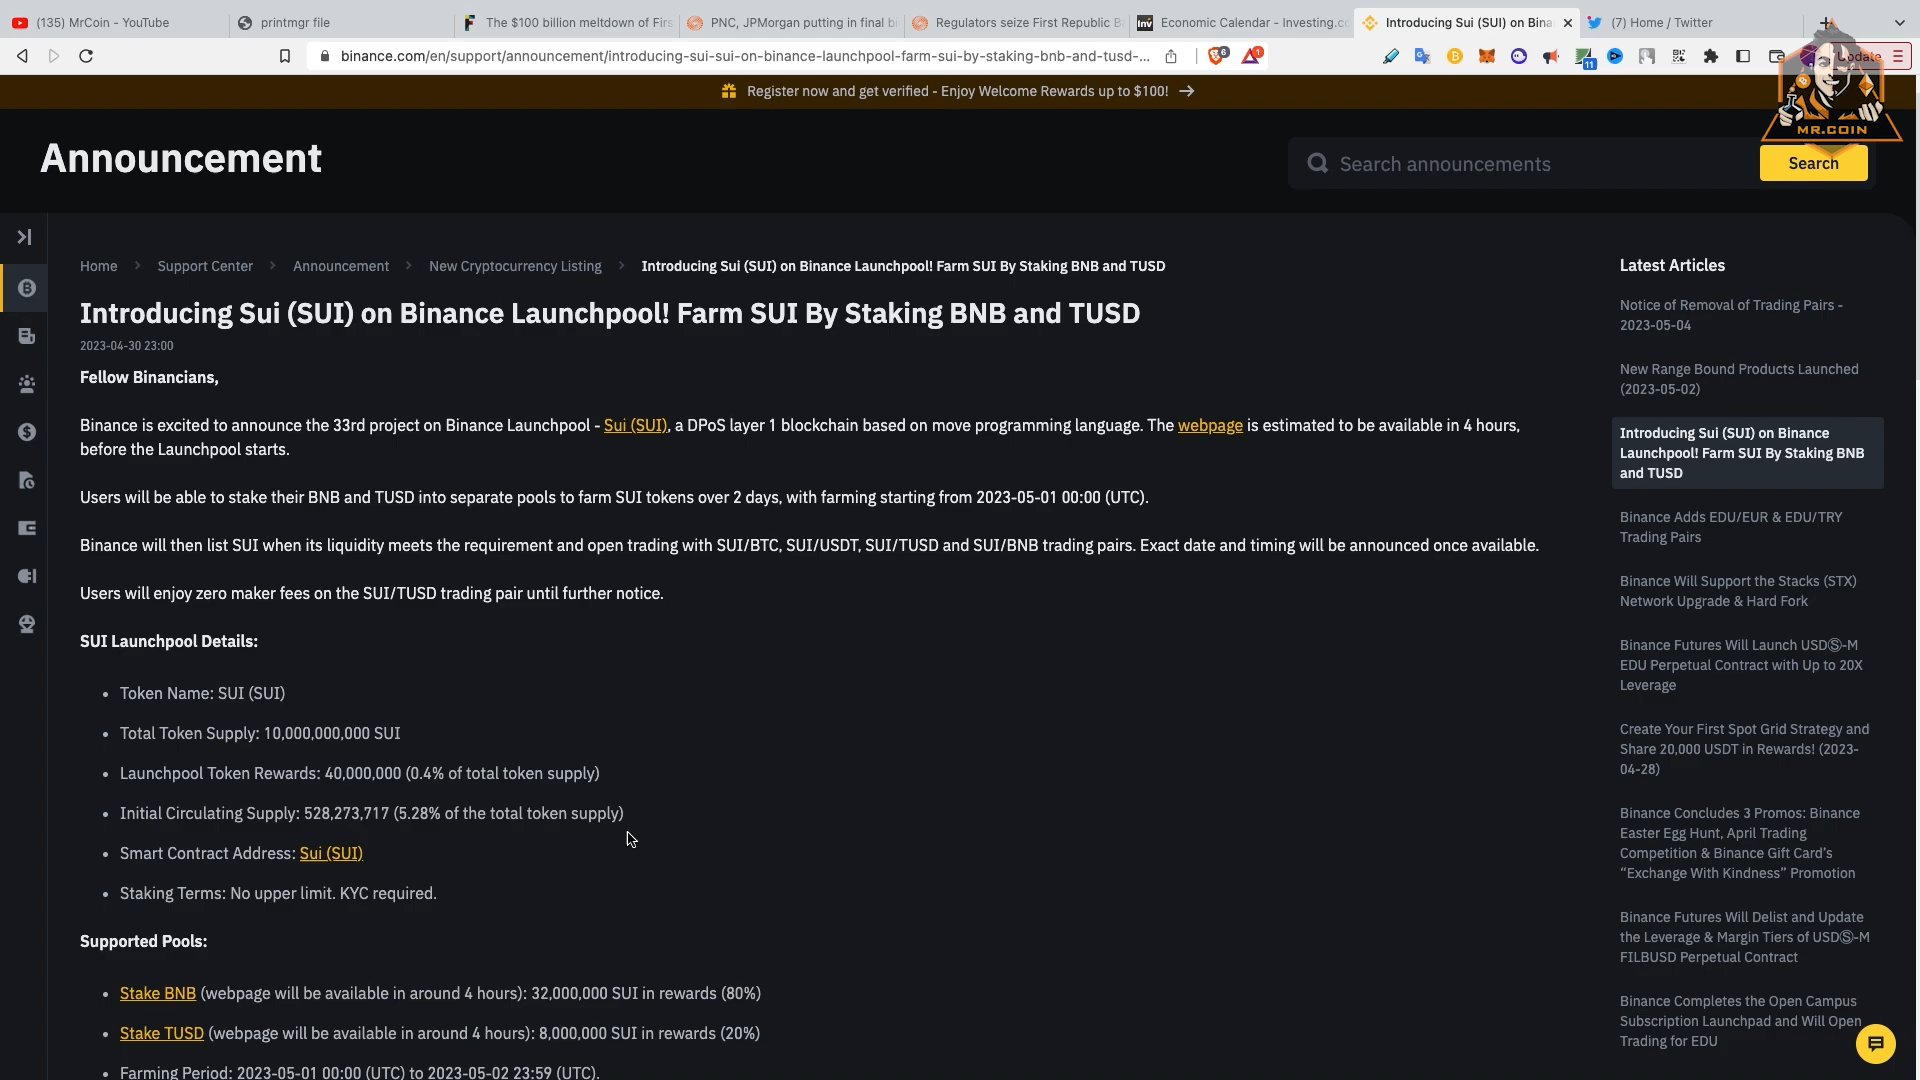 (135) MrCoin - YouTube
printmgr file
The $100 billion meltdown of Firs
PNC, JPMorgan putting in final b
Regulators seize First Republic B
Economic Calendar - Investing.co
Introducing Sui (SUI) on Bina
(7) Home / Twitter
binance.com/en/support/announcement/introducing-sui-sui-on-binance-launchpool-farm-sui-by-staking-bnb-and-tusd-...
6
1
11
Update
Register now and get verified - Enjoy Welcome Rewards up to $100!
MR.COIN
Announcement
Search announcements
Search
Home
Support Center
Announcement
New Cryptocurrency Listing
Introducing Sui (SUI) on Binance Launchpool! Farm SUI By Staking BNB and TUSD
Introducing Sui (SUI) on Binance Launchpool! Farm SUI By Staking BNB and TUSD
2023-04-30 23:00
Fellow Binancians,
Binance is excited to announce the 33rd project on Binance Launchpool - Sui (SUI), a DPoS layer 1 blockchain based on move programming language. The webpage is estimated to be available in 4 hours,
before the Launchpool starts.
Users will be able to stake their BNB and TUSD into separate pools to farm SUI tokens over 2 days, with farming starting from 2023-05-01 00:00 (UTC).
Binance will then list SUI when its liquidity meets the requirement and open trading with SUI/BTC, SUI/USDT, SUI/TUSD and SUI/BNB trading pairs. Exact date and timing will be announced once available.
Users will enjoy zero maker fees on the SUI/TUSD trading pair until further notice.
SUI Launchpool Details:
• Token Name: SUI (SUI)
• Total Token Supply: 10,000,000,000 SUI
• Launchpool Token Rewards: 40,000,000 (0.4% of total token supply)
• Initial Circulating Supply: 528,273,717 (5.28% of the total token supply)
• Smart Contract Address: Sui (SUI)
• Staking Terms: No upper limit. KYC required.
Supported Pools:
• Stake BNB (webpage will be available in around 4 hours): 32,000,000 SUI in rewards (80%)
• Stake TUSD (webpage will be available in around 4 hours): 8,000,000 SUI in rewards (20%)
• Farming Period: 2023-05-01 00:00 (UTC) to 2023-05-02 23:59 (UTC).
Latest Articles
Notice of Removal of Trading Pairs -
2023-05-04
New Range Bound Products Launched
(2023-05-02)
Introducing Sui (SUI) on Binance
Launchpool! Farm SUI By Staking BNB
and TUSD
Binance Adds EDU/EUR & EDU/TRY
Trading Pairs
Binance Will Support the Stacks (STX)
Network Upgrade & Hard Fork
Binance Futures Will Launch USDⓈ-M
EDU Perpetual Contract with Up to 20X
Leverage
Create Your First Spot Grid Strategy and
Share 20,000 USDT in Rewards! (2023-
04-28)
Binance Concludes 3 Promos: Binance
Easter Egg Hunt, April Trading
Competition & Binance Gift Card's
“Exchange With Kindness” Promotion
Binance Futures Will Delist and Update
the Leverage & Margin Tiers of USDⓈ-M
FILBUSD Perpetual Contract
Binance Completes the Open Campus
Subscription Launchpad and Will Open
Trading for EDU